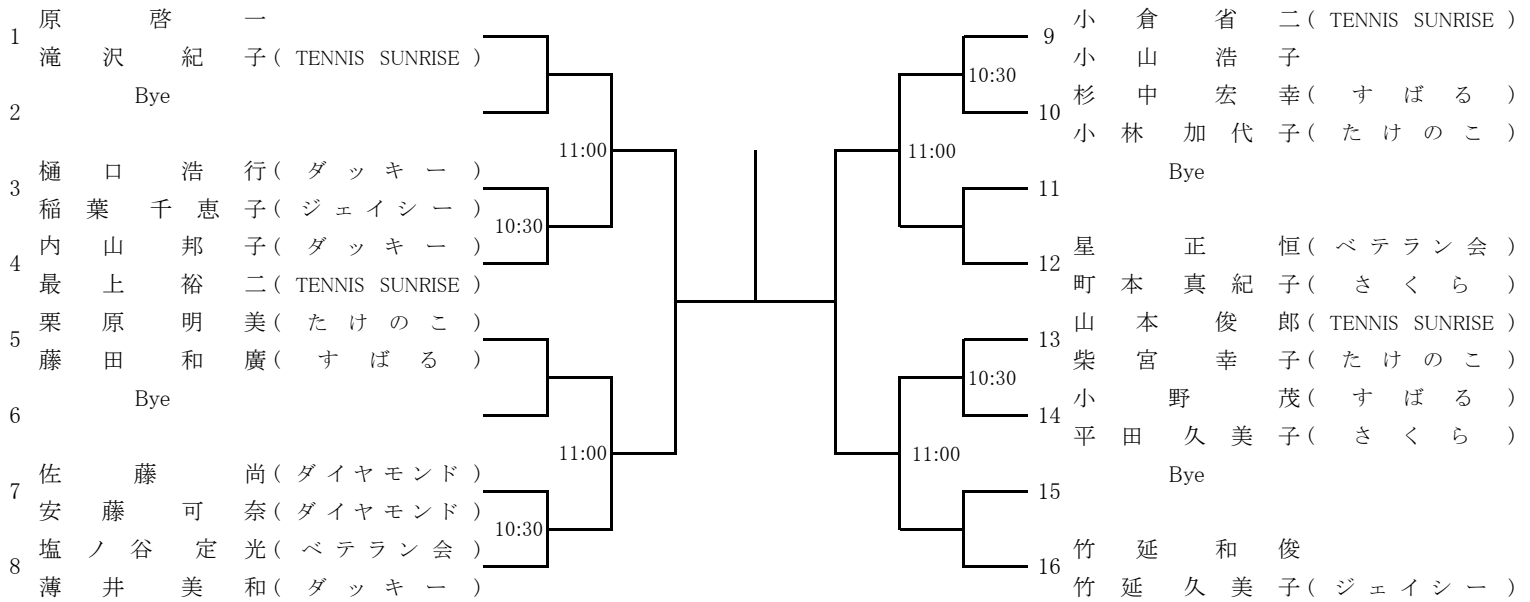 1
原 啓 一
滝 沢 紀 子 ( TENNIS SUNRISE )
2
Bye
3
樋 口 浩 行 ( ダ ッ キ ー )
稲 葉 千 恵 子 ( ジ ェ イ シ ー )
10:30
4
内 山 邦 子 ( ダ ッ キ ー )
最 上 裕 二 ( TENNIS SUNRISE )
11:00
5
栗 原 明 美 ( た け の こ )
藤 田 和 廣 ( す ば る )
6
Bye
7
佐 藤 尚 ( ダ イ ヤ モ ン ド )
安 藤 可 奈 ( ダ イ ヤ モ ン ド )
10:30
8
塩 ノ 谷 定 光 ( ベ テ ラ ン 会 )
薄 井 美 和 ( ダ ッ キ ー )
11:00
9
小 倉 省 二 ( TENNIS SUNRISE )
小 山 浩 子
10:30
10
杉 中 宏 幸 ( す ば る )
小 林 加 代 子 ( た け の こ )
11:00
11
Bye
12
星 正 恒 ( ベ テ ラ ン 会 )
町 本 真 紀 子 ( さ く ら )
13
山 本 俊 郎 ( TENNIS SUNRISE )
柴 宮 幸 子 ( た け の こ )
10:30
14
小 野 茂 ( す ば る )
平 田 久 美 子 ( さ く ら )
11:00
15
Bye
16
竹 延 和 俊
竹 延 久 美 子 ( ジ ェ イ シ ー )